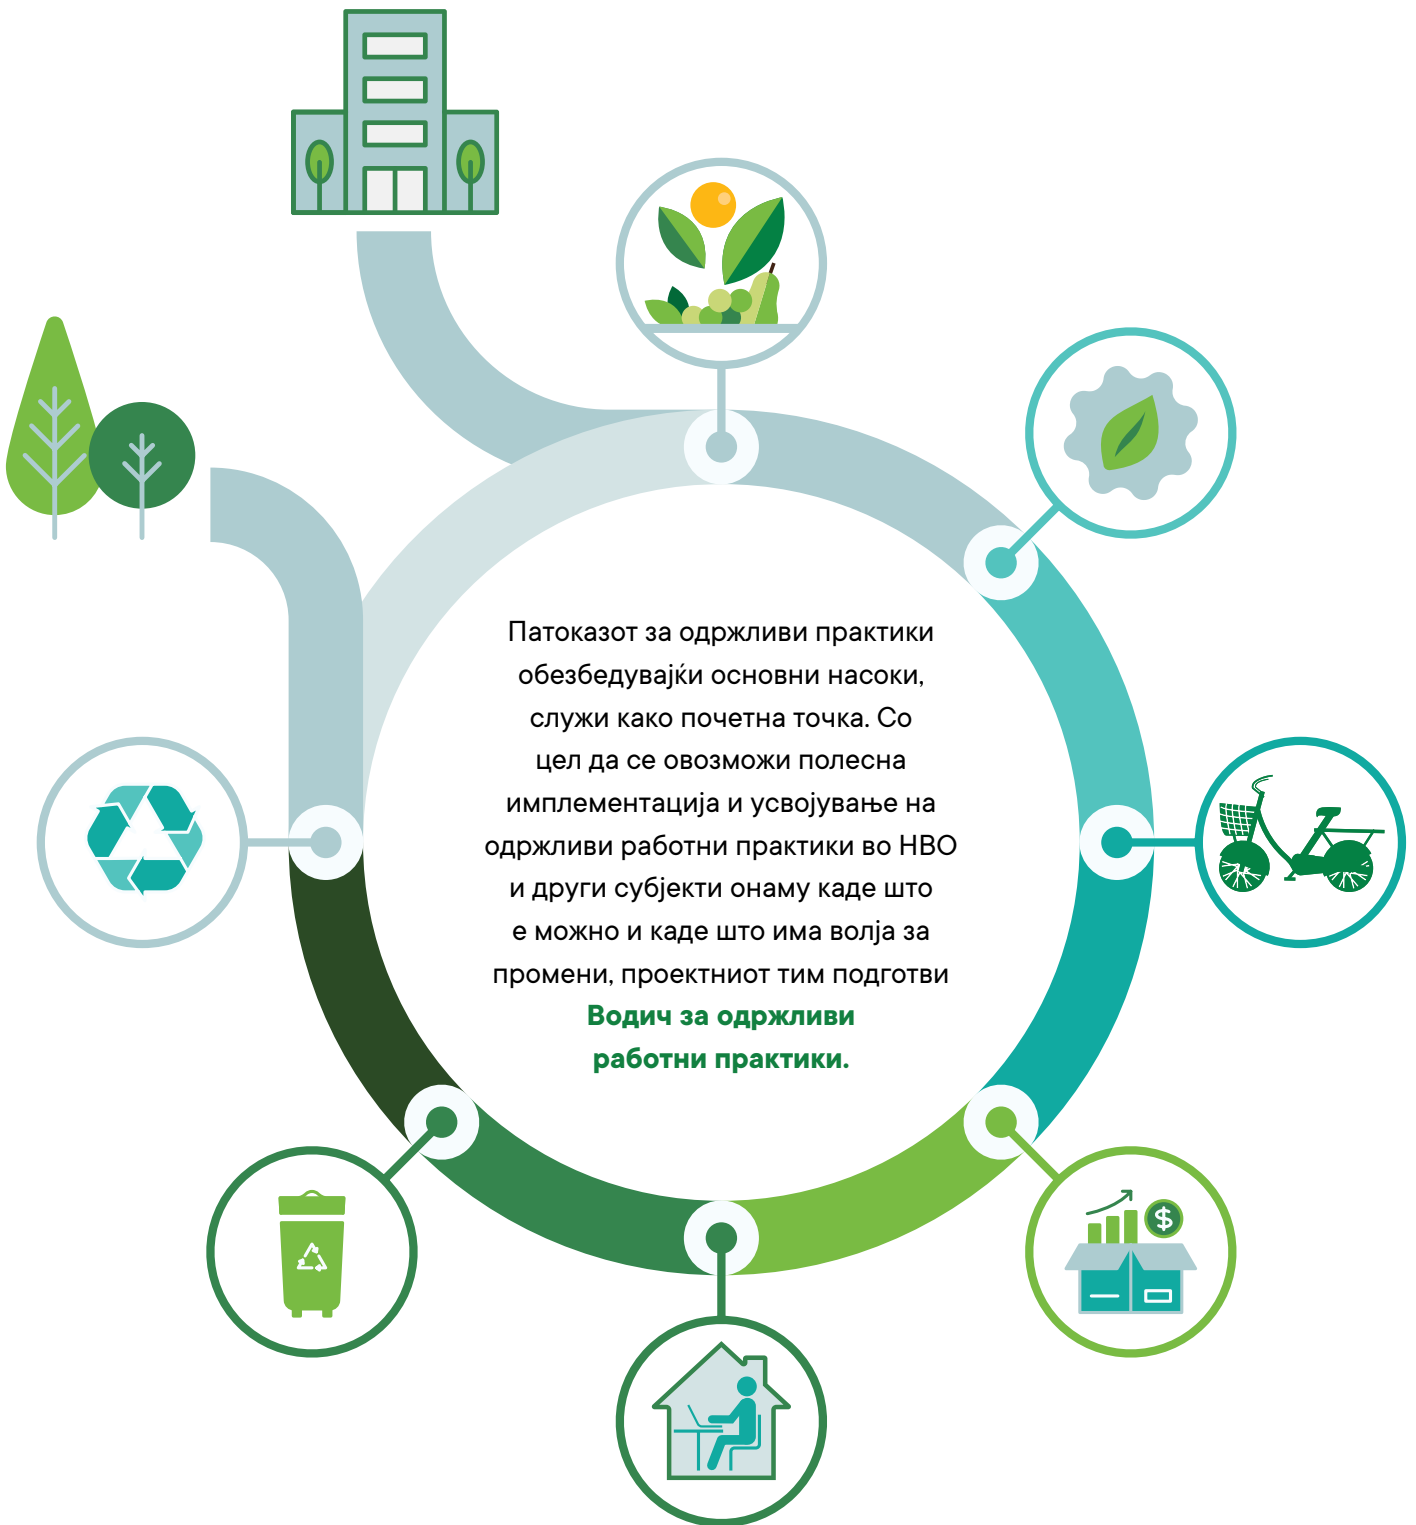 Патоказот за одржливи практики
обезбедувајќи основни насоки,
служи како почетна точка. Со
цел да се овозможи полесна
имплементација и усвојување на
одржливи работни практики во НВО
и други субјекти онаму каде што
е можно и каде што има волја за
промени, проектниот тим подготви
Водич за одржливи
работни практики.
$